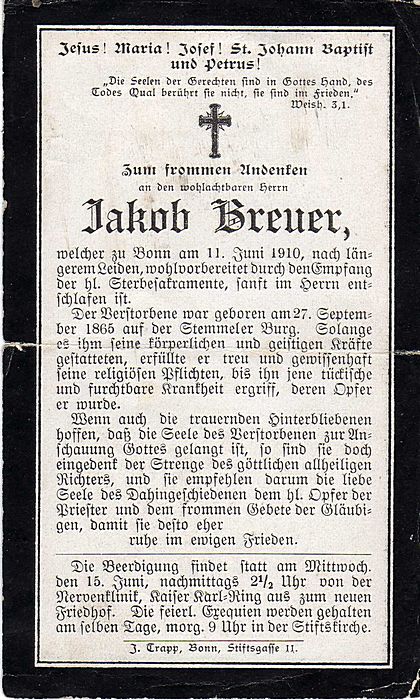 Jesus! Maria! Josef! St. Johann Baptist
und Petrus!
„Die Seelen der Gerechten sind in Gottes Hand, des
Todes Qual berührt sie nicht, sie sind im Frieden.“
Weish. 3,1.
Zum frommen Andenken
an den wohlachtbaren Herrn
Jakob Breuer,
welcher zu Bonn am 11. Juni 1910, nach län-
gerem Leiden, wohlvorbereitet durch den Empfang
der hl. Sterbesakramente, sanft im Herrn ent-
schlafen ist.
Der Verstorbene war geboren am 27. Septem-
ber 1865 auf der Stemmeler Burg. Solange
es ihm seine körperlichen und geistigen Kräfte
gestatteten, erfüllte er treu und gewissenhaft
seine religiösen Pflichten, bis ihn jene tückische
und furchtbare Krankheit ergriff, deren Opfer
er wurde.
Wenn auch die trauernden Hinterbliebenen
hoffen, daß die Seele des Verstorbenen zur An-
schauung Gottes gelangt ist, so sind sie doch
eingedenk der Strenge des göttlichen allheiligen
Richters, und sie empfehlen darum die liebe
Seele des Dahingeschiedenen dem hl. Opfer der
Priester und dem frommen Gebete der Gläubi-
gen, damit sie desto eher
ruhe im ewigen Frieden.
Die Beerdigung findet statt am Mittwoch.
den 15. Juni, nachmittags 2½ Uhr von der
Nervenklinik, Kaiser Karl-Ring aus zum neuen
Friedhof. Die feierl. Exequien werden gehalten
am selben Tage, morg. 9 Uhr in der Stiftskirche.
J. Trapp, Bonn, Stiftsgasse 11.